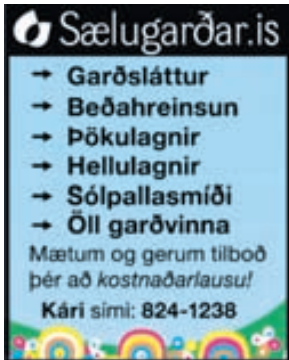 Sælugarðar.is
→ Garðsláttur
→ Beðahreinsun
→ Þökulagnir
→ Hellulagnir
→ Sólpallasmíði
→ Öll garðvinna
Mætum og gerum tilboð
þér að kostnaðarlausu!
Kári sími: 824-1238